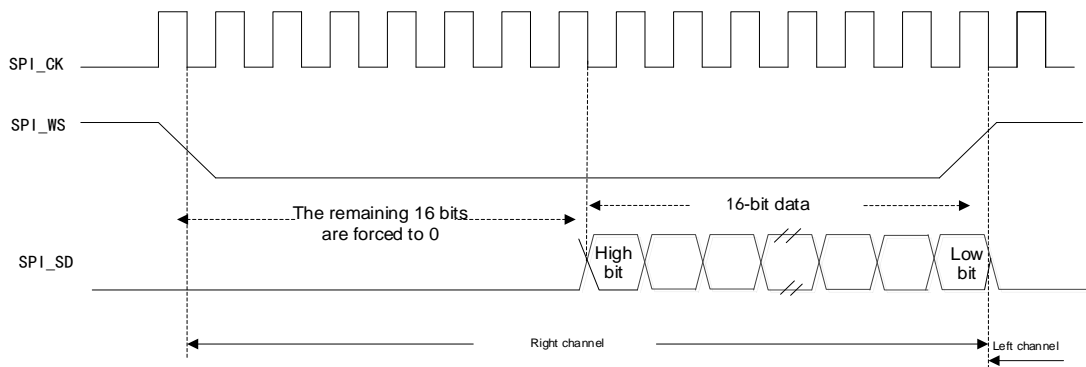 SPI_CK
SPI_WS
The remaining 16 bits
are forced to 0
16-bit data
SPI_SD
High
bit
Low
bit
Right channel
Left channel